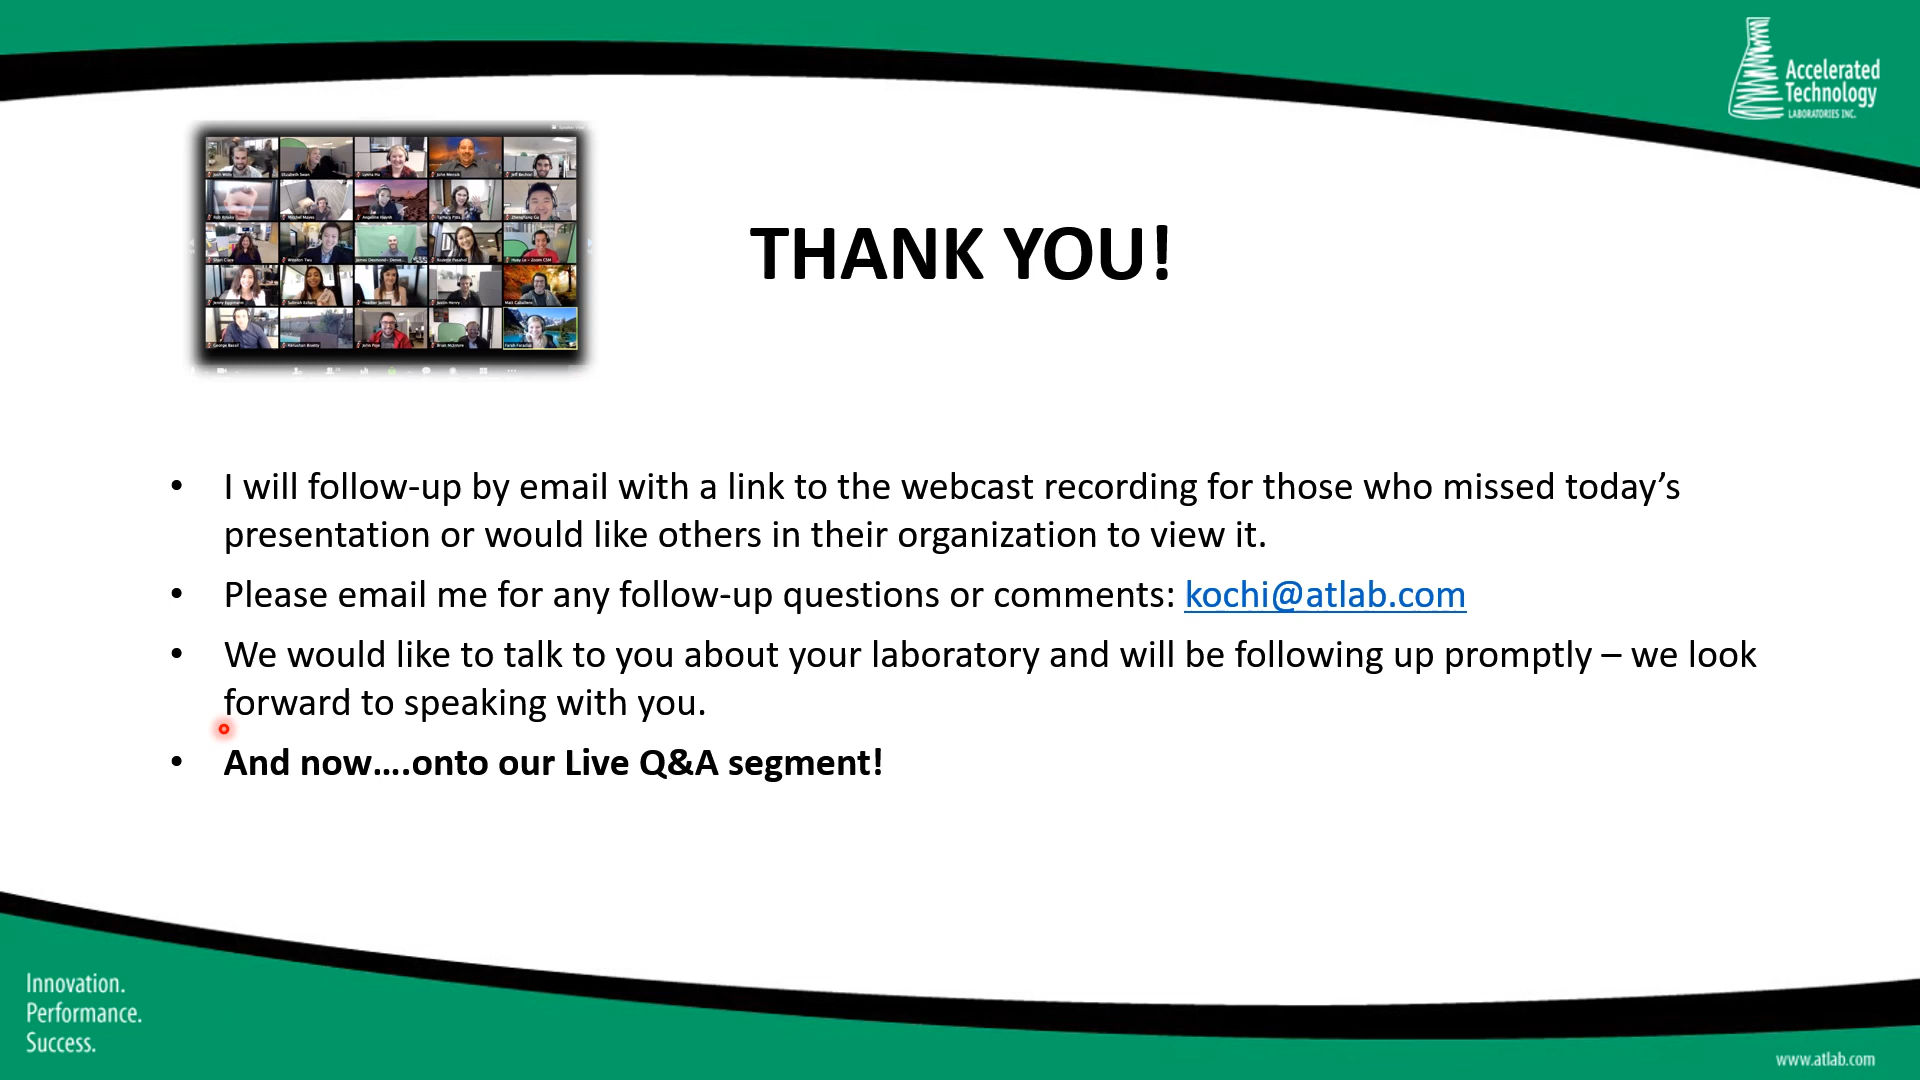 Accelerated
Technology
LABORATORIES INC.
THANK YOU!
• I will follow-up by email with a link to the webcast recording for those who missed today’s
presentation or would like others in their organization to view it.
• Please email me for any follow-up questions or comments: kochi@atlab.com
• We would like to talk to you about your laboratory and will be following up promptly – we look
forward to speaking with you.
• And now….onto our Live Q&A segment!
Innovation.
Performance.
Success.
www.atlab.com